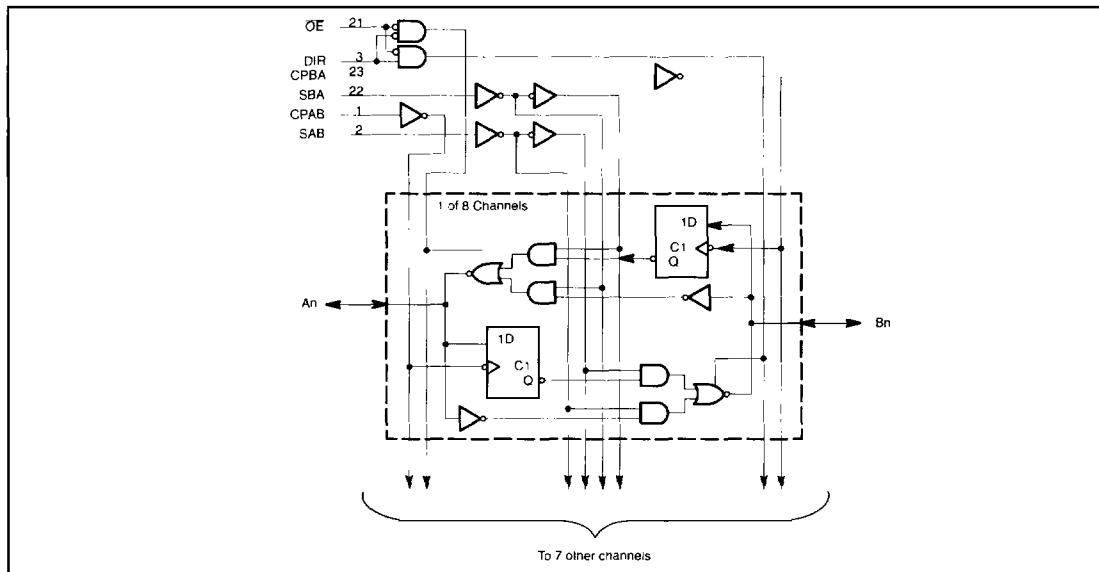 OE 21
DIR 3
CPBA 23
SBA 22
CPAB 1
SAB 2
1 of 8 Channels
1D
C1
Q
An
Bn
1D
C1
Q
To 7 other channels